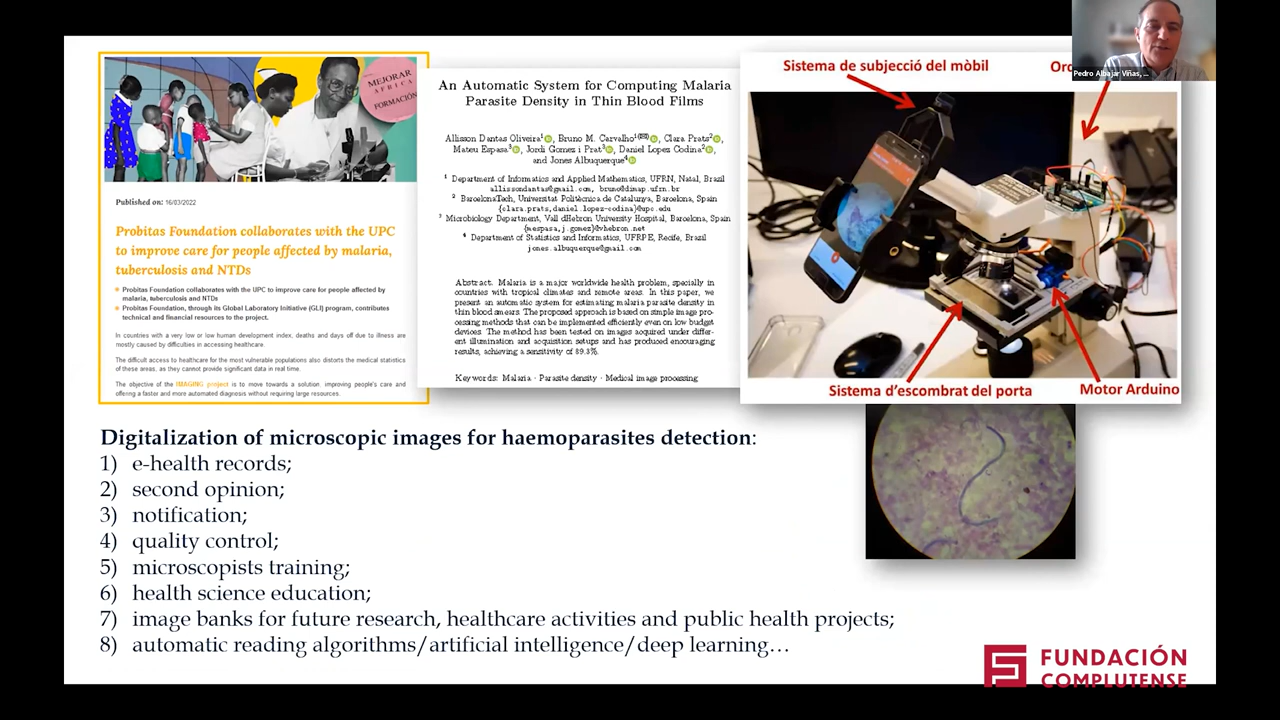 MEJORAR
ÁFRICA
FORMACIÓN
Published on: 16/03/2022
Probitas Foundation collaborates with the UPC
to improve care for people affected by malaria,
tuberculosis and NTDs
Probitas Foundation collaborates with the UPC to improve care for people affected by
malaria, tuberculosis and NTDs
Probitas Foundation, through its Global Laboratory Initiative (GLI) program, contributes
technical and financial resources to the project.
In countries with a very low or low human development index, deaths and days off due to illness are
mostly caused by difficulties in accessing healthcare.
The difficult access to healthcare for the most vulnerable populations also distorts the medical statistics
of these areas, as they cannot provide significant data in real time.
The objective of the IMAGING project is to move towards a solution, improving people's care and
offering a faster and more automated diagnosis without requiring large resources.
An Automatic System for Computing Malaria
Parasite Density in Thin Blood Films
Allisson Dantas Oliveira1, Bruno M. Carvalho1(✉), Clara Prats2,
Mateu Espasa3, Jordi Gomez i Prat3, Daniel Lopez Codina2,
and Jones Albuquerque4
1 Department of Informatics and Applied Mathematics, UFRN, Natal, Brazil
allissondantas@gmail.com, bruno@dimap.ufrn.br
2 BarcelonaTech, Universitat Politècnica de Catalunya, Barcelona, Spain
{clara.prats,daniel.lopez-codina}@upc.edu
3 Microbiology Department, Vall dHebron University Hospital, Barcelona, Spain
{mespasa,j.gomez}@vhebron.net
4 Department of Statistics and Informatics, UFRPE, Recife, Brazil
jones.albuquerque@gmail.com
Abstract. Malaria is a major worldwide health problem, specially in
countries with tropical climates and remote areas. In this paper, we
present an automatic system for estimating malaria parasite density in
thin blood smears. The proposed approach is based on simple image pro-
cessing methods that can be implemented efficiently even on low budget
devices. The method has been tested on images acquired under differ-
ent illumination and acquisition setups and has produced encouraging
results, achieving a sensitivity of 89.3%.
Keywords: Malaria · Parasite density · Medical image processing
Sistema de subjecció del mòbil
Oro
Sistema d'escombrat del porta
Motor Arduino
Pedro Albajar Viñas, ...
Digitalization of microscopic images for haemoparasites detection:
1) e-health records;
2) second opinion;
3) notification;
4) quality control;
5) microscopists training;
6) health science education;
7) image banks for future research, healthcare activities and public health projects;
8) automatic reading algorithms/artificial intelligence/deep learning…
FUNDACIÓN
COMPLUTENSE